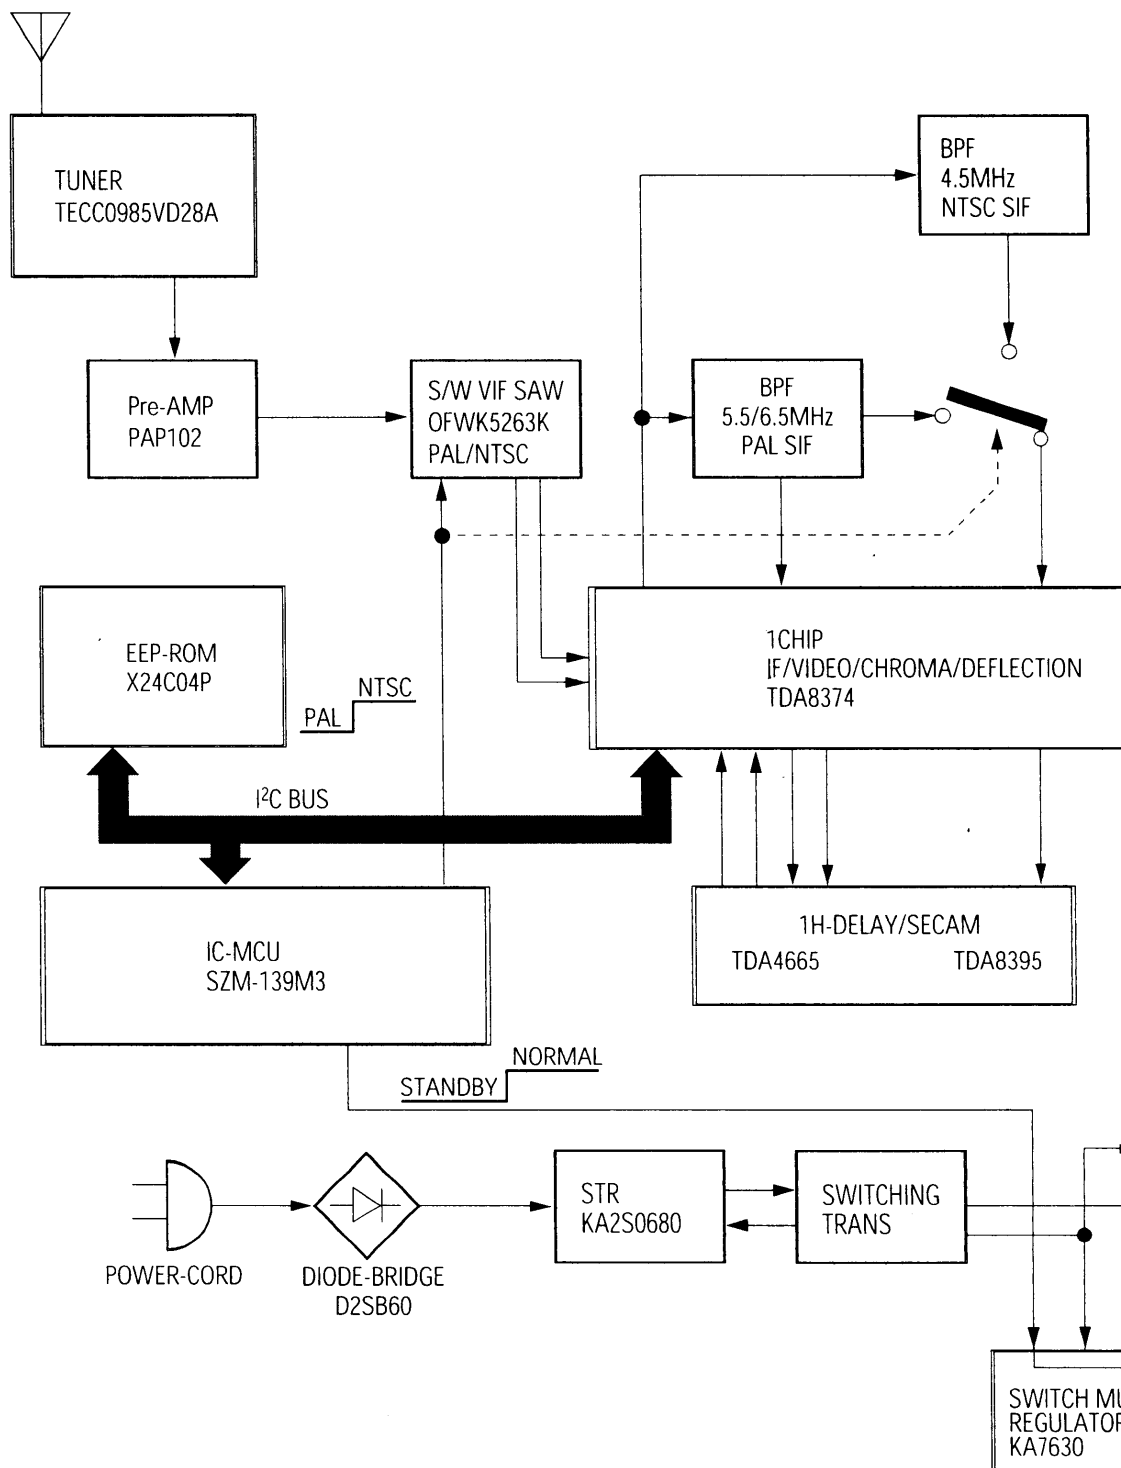 TUNER
TECC0985VD28A
BPF
4.5MHz
NTSC SIF
Pre-AMP
PAP102
S/W VIF SAW
OFWK5263K
PAL/NTSC
BPF
5.5/6.5MHz
PAL SIF
EEP-ROM
X24C04P
PAL
NTSC
1CHIP
IF/VIDEO/CHROMA/DEFLECTION
TDA8374
I²C BUS
IC-MCU
SZM-139M3
1H-DELAY/SECAM
TDA4665
TDA8395
STANDBY
NORMAL
POWER-CORD
DIODE-BRIDGE
D2SB60
STR
KA2S0680
SWITCHING
TRANS
SWITCH
REGULATOR
KA7630